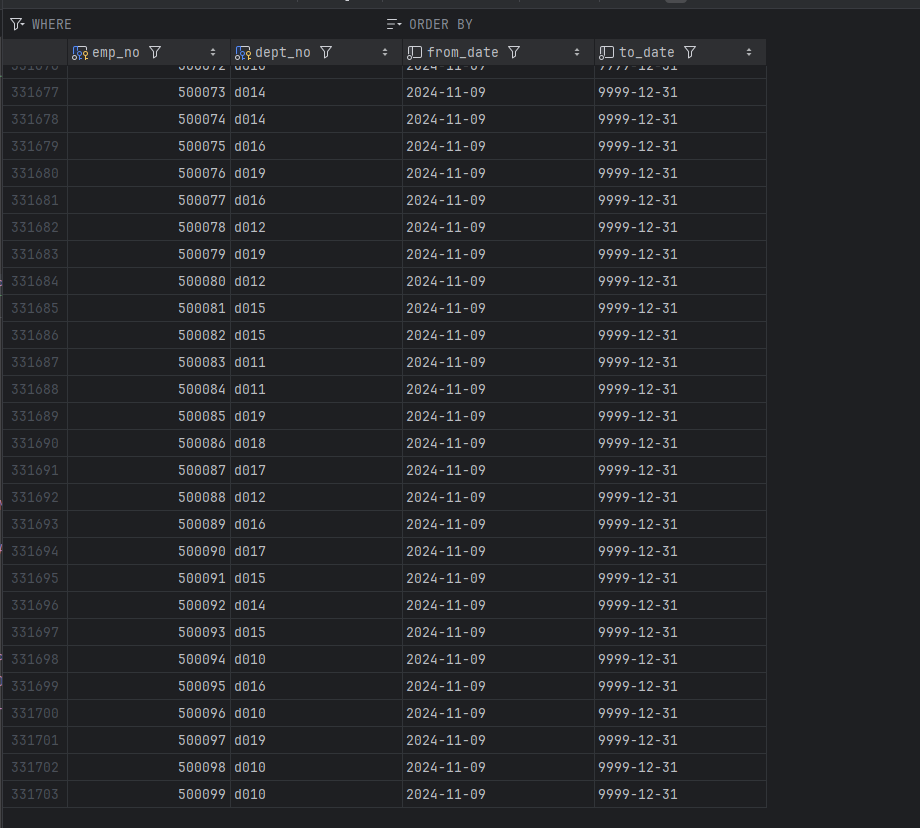 WHERE ORDER BY
emp_no dept_no from_date to_date
331677 500073 d014 2024-11-09 9999-12-31
331678 500074 d014 2024-11-09 9999-12-31
331679 500075 d016 2024-11-09 9999-12-31
331680 500076 d019 2024-11-09 9999-12-31
331681 500077 d016 2024-11-09 9999-12-31
331682 500078 d012 2024-11-09 9999-12-31
331683 500079 d019 2024-11-09 9999-12-31
331684 500080 d012 2024-11-09 9999-12-31
331685 500081 d015 2024-11-09 9999-12-31
331686 500082 d015 2024-11-09 9999-12-31
331687 500083 d011 2024-11-09 9999-12-31
331688 500084 d011 2024-11-09 9999-12-31
331689 500085 d019 2024-11-09 9999-12-31
331690 500086 d018 2024-11-09 9999-12-31
331691 500087 d017 2024-11-09 9999-12-31
331692 500088 d012 2024-11-09 9999-12-31
331693 500089 d016 2024-11-09 9999-12-31
331694 500090 d017 2024-11-09 9999-12-31
331695 500091 d015 2024-11-09 9999-12-31
331696 500092 d014 2024-11-09 9999-12-31
331697 500093 d015 2024-11-09 9999-12-31
331698 500094 d010 2024-11-09 9999-12-31
331699 500095 d016 2024-11-09 9999-12-31
331700 500096 d010 2024-11-09 9999-12-31
331701 500097 d019 2024-11-09 9999-12-31
331702 500098 d010 2024-11-09 9999-12-31
331703 500099 d010 2024-11-09 9999-12-31